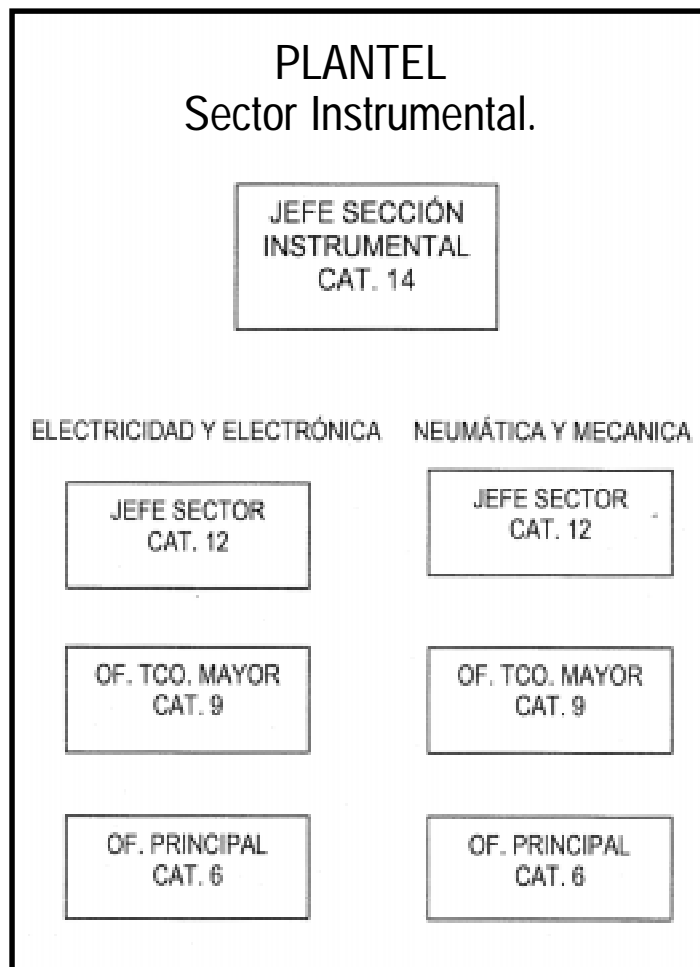 PLANTEL
Sector Instrumental.
JEFE SECCIÓN
INSTRUMENTAL
CAT. 14
ELECTRICIDAD Y ELECTRÓNICA
JEFE SECTOR
CAT. 12
OF. TCO. MAYOR
CAT. 9
OF. PRINCIPAL
CAT. 6
NEUMÁTICA Y MECANICA
JEFE SECTOR
CAT. 12
OF. TCO. MAYOR
CAT. 9
OF. PRINCIPAL
CAT. 6